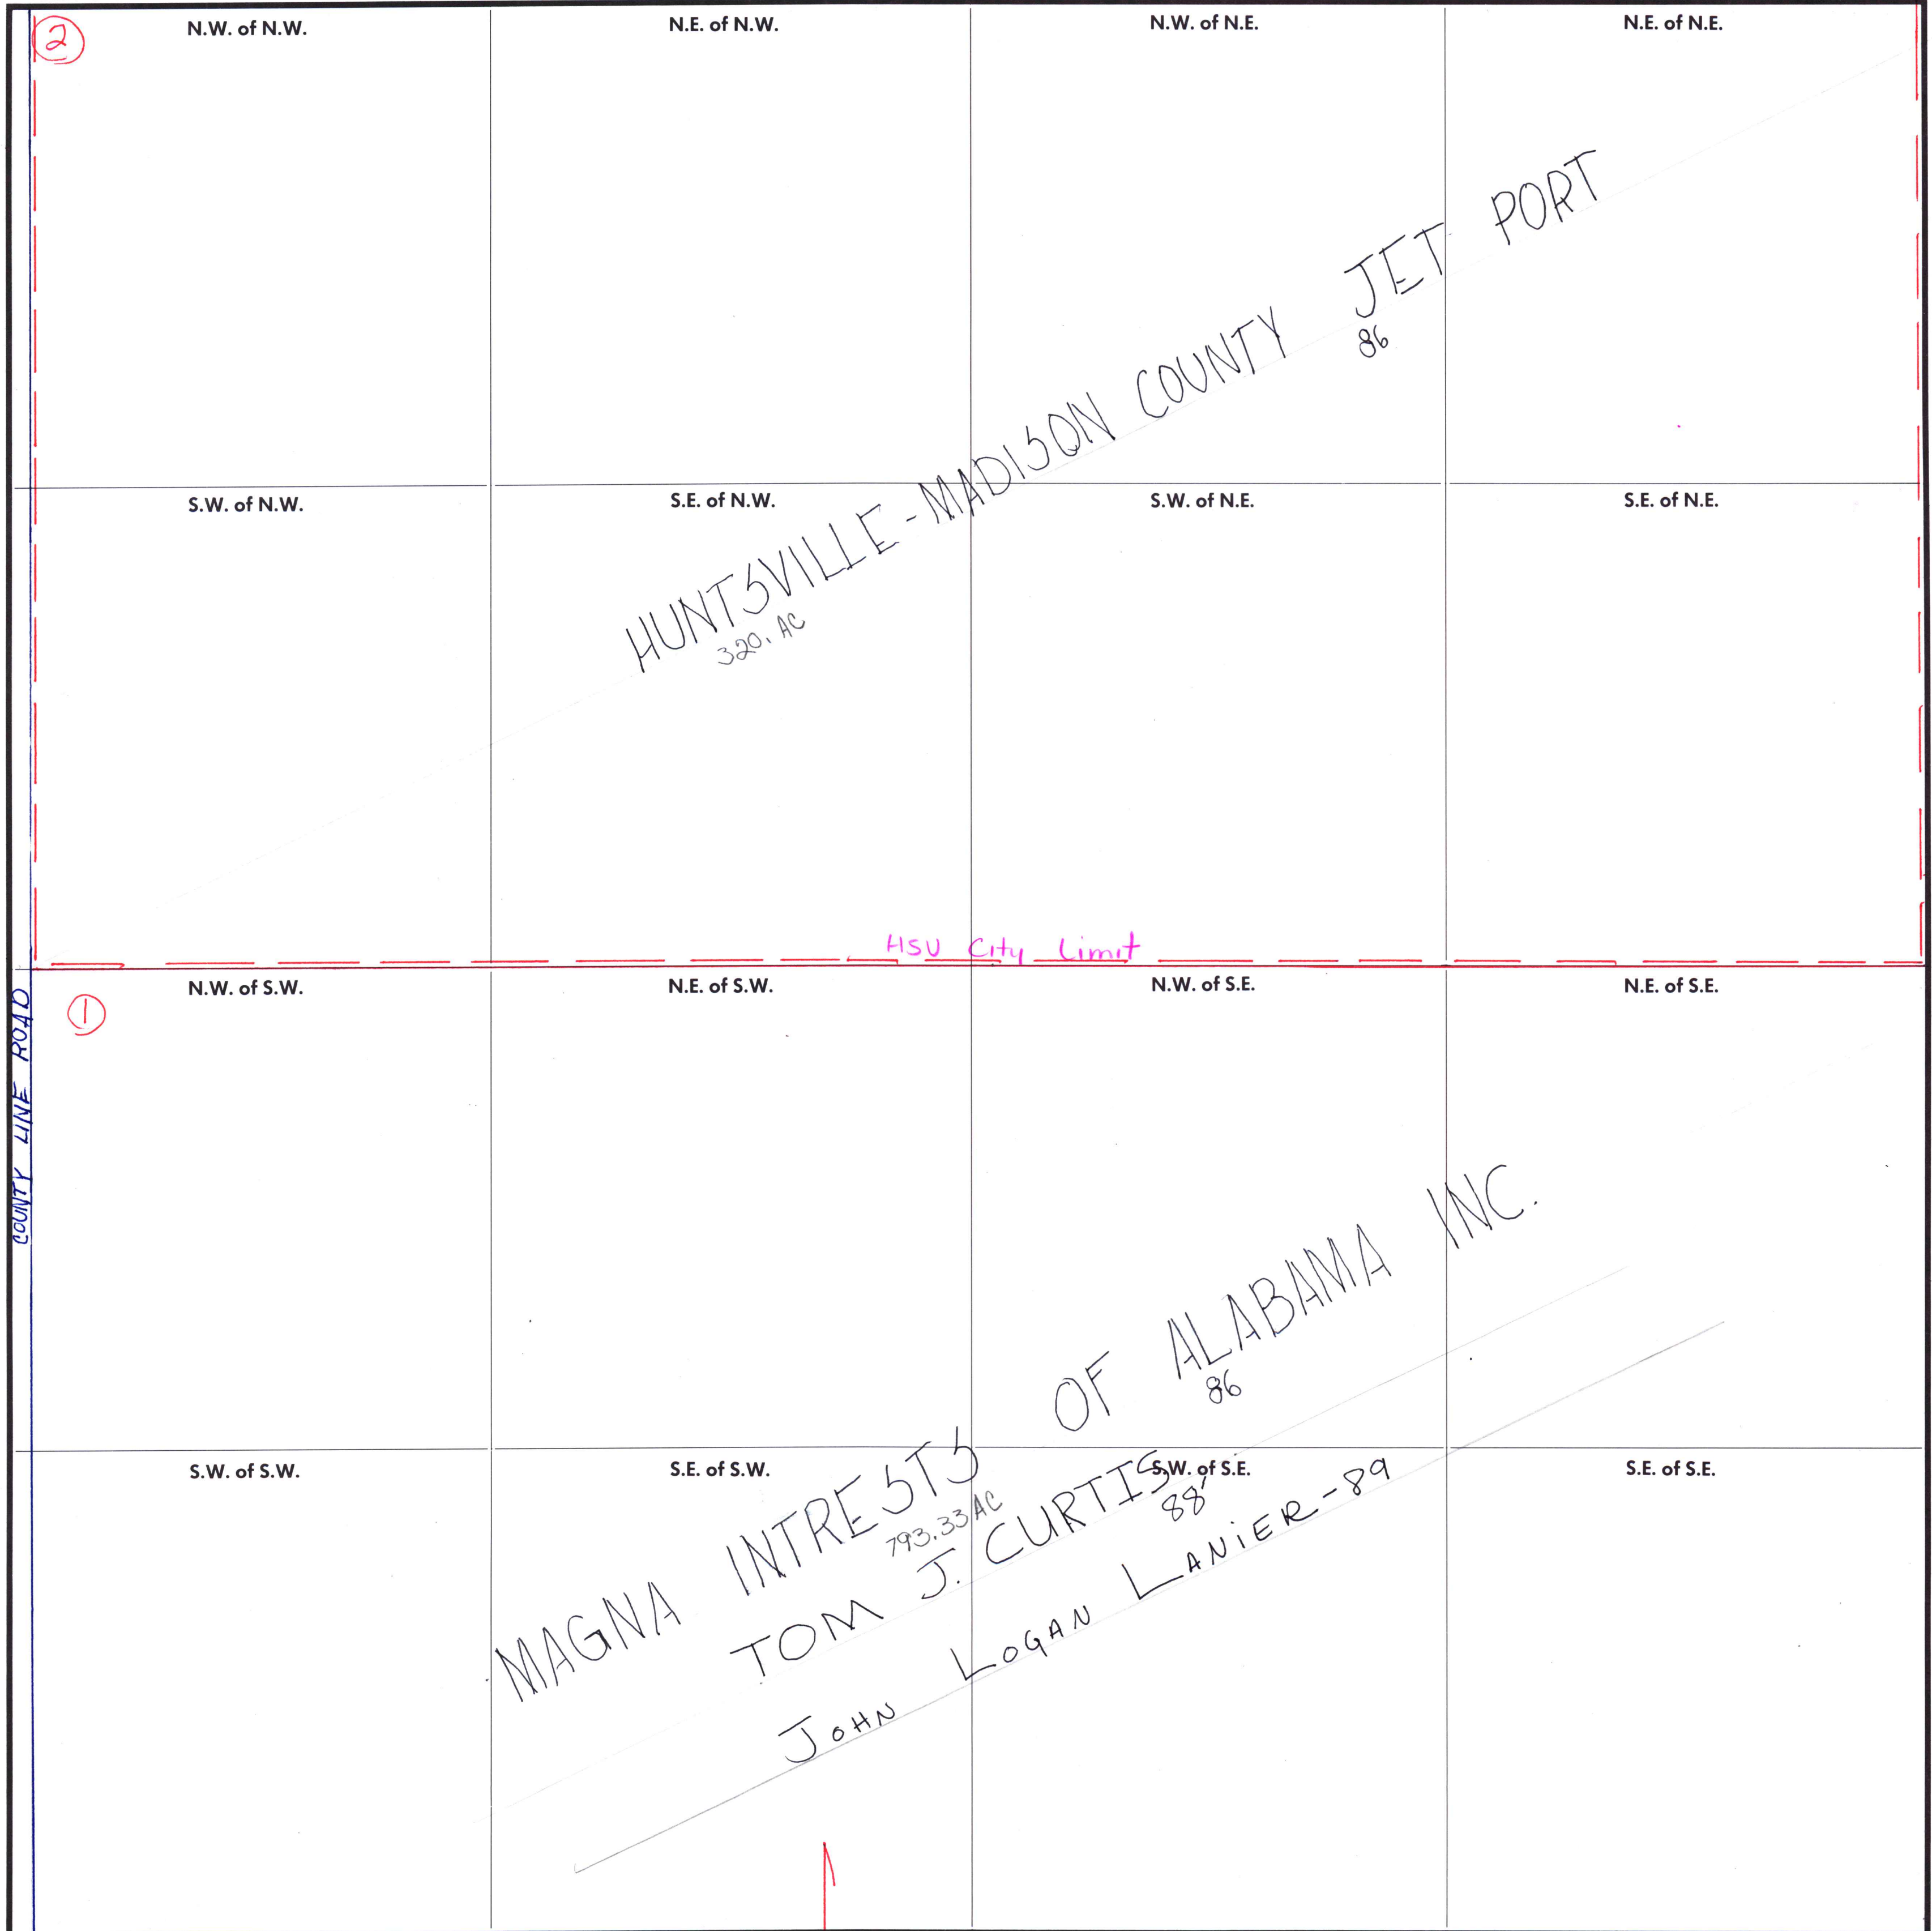 2
N.W. of N.W.
N.E. of N.W.
N.W. of N.E.
N.E. of N.E.
HUNTSVILLE - MADISON COUNTY JET PORT
86
320. AC
S.W. of N.W.
S.E. of N.W.
S.W. of N.E.
S.E. of N.E.
HSV City Limit
COUNTY LINE ROAD
1
N.W. of S.W.
N.E. of S.W.
N.W. of S.E.
N.E. of S.E.
MAGNA INTRESTS OF ALABAMA INC.
86
793.33 AC
S.W. of S.W.
S.E. of S.W.
S.W. of S.E.
S.E. of S.E.
TOM J. CURTIS
88'
JOHN LOGAN LANiER - 89